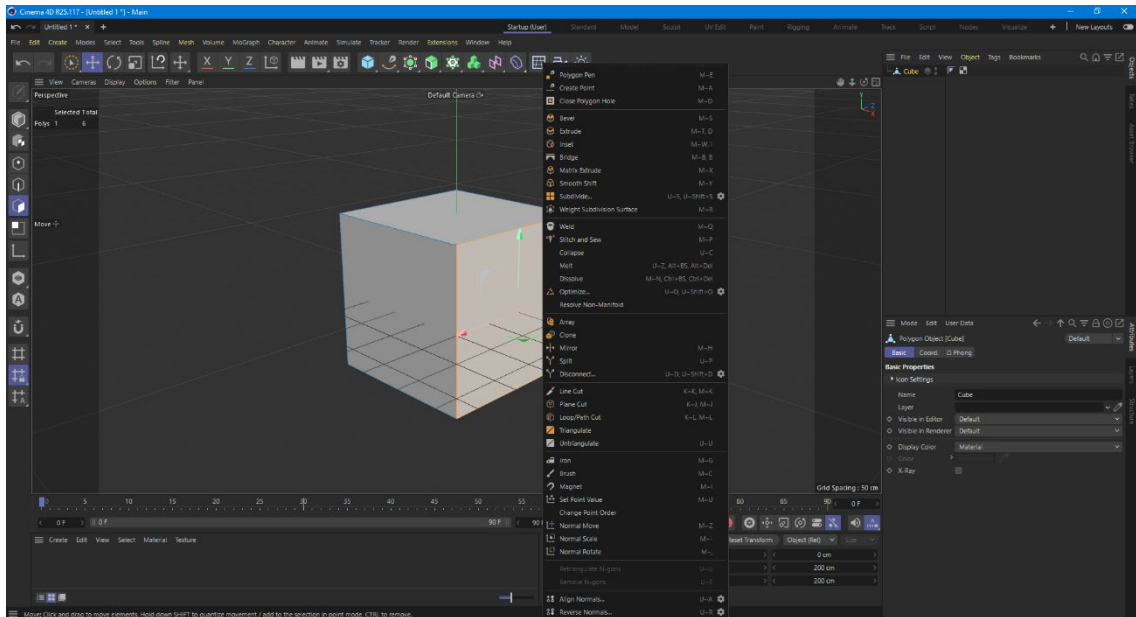 Cinema 4D R25.117 - [Untitled 1 *] - Main
Untitled 1 * × +
Startup (User) Standard Model Sculpt UV Edit Paint Rigging Animate Track Script Nodes Visualize + New Layouts
File Edit Create Modes Select Tools Spline Mesh Volume MoGraph Character Animate Simulate Tracker Render Extensions Window Help
X Y Z
File Edit View Object Tags Bookmarks
Cube
Objects
Takes
Asset Browser
View Cameras Display Options Filter Panel
Perspective
Default Camera
Selected Total
Polys 1 6
Move
Y
Z
X
Polygon Pen M~E
Create Point M~A
Close Polygon Hole M~D
Bevel M~S
Extrude M~T, D
Inset M~W, I
Bridge M~B, B
Matrix Extrude M~X
Smooth Shift M~Y
Subdivide... U~S, U~Shift+S
Weight Subdivision Surface M~R
Weld M~Q
Stitch and Sew M~P
Collapse U~C
Melt U~Z, Alt+BS, Alt+Del
Dissolve M~N, Ctrl+BS, Ctrl+Del
Optimize... U~O, U~Shift+O
Resolve Non-Manifold
Array
Clone
Mirror M~H
Split U~P
Disconnect... U~D, U~Shift+D
Line Cut K~K, M~K
Plane Cut K~J, M~J
Loop/Path Cut K~L, M~L
Triangulate
Untriangulate U~U
Iron M~G
Brush M~C
Magnet M~I
Set Point Value M~U
Change Point Order
Normal Move M~Z
Normal Scale
Normal Rotate M~,
Retriangulate N-gons U~G
Remove N-gons U~E
Align Normals... U~A
Reverse Normals... U~R
Mode Edit User Data
Polygon Object [Cube] Default
Basic Coord. Phong
Basic Properties
Icon Settings
Name Cube
Layer
Visible in Editor Default
Visible in Renderer Default
Display Color Material
Color
X-Ray
Attributes
Layers
Structure
Grid Spacing : 50 cm
0 5 10 15 20 25 30 35 40 45 50 55 80 85 90 0 F
0 F 0 F 90 F
Create Edit View Select Material Texture
Reset Transform Object (Rel) Size
0 cm
200 cm
200 cm
Move: Click and drag to move elements. Hold down SHIFT to quantize movement / add to the selection in point mode, CTRL to remove.